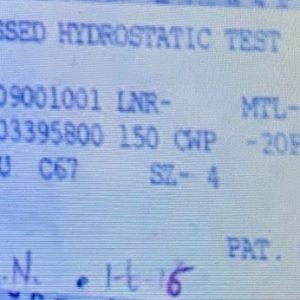 SSED HYDROSTATIC TEST
09001001 LNR- MTL-
03395800 150 CWP -20F
U C67 SZ- 4
PAT.
.N.